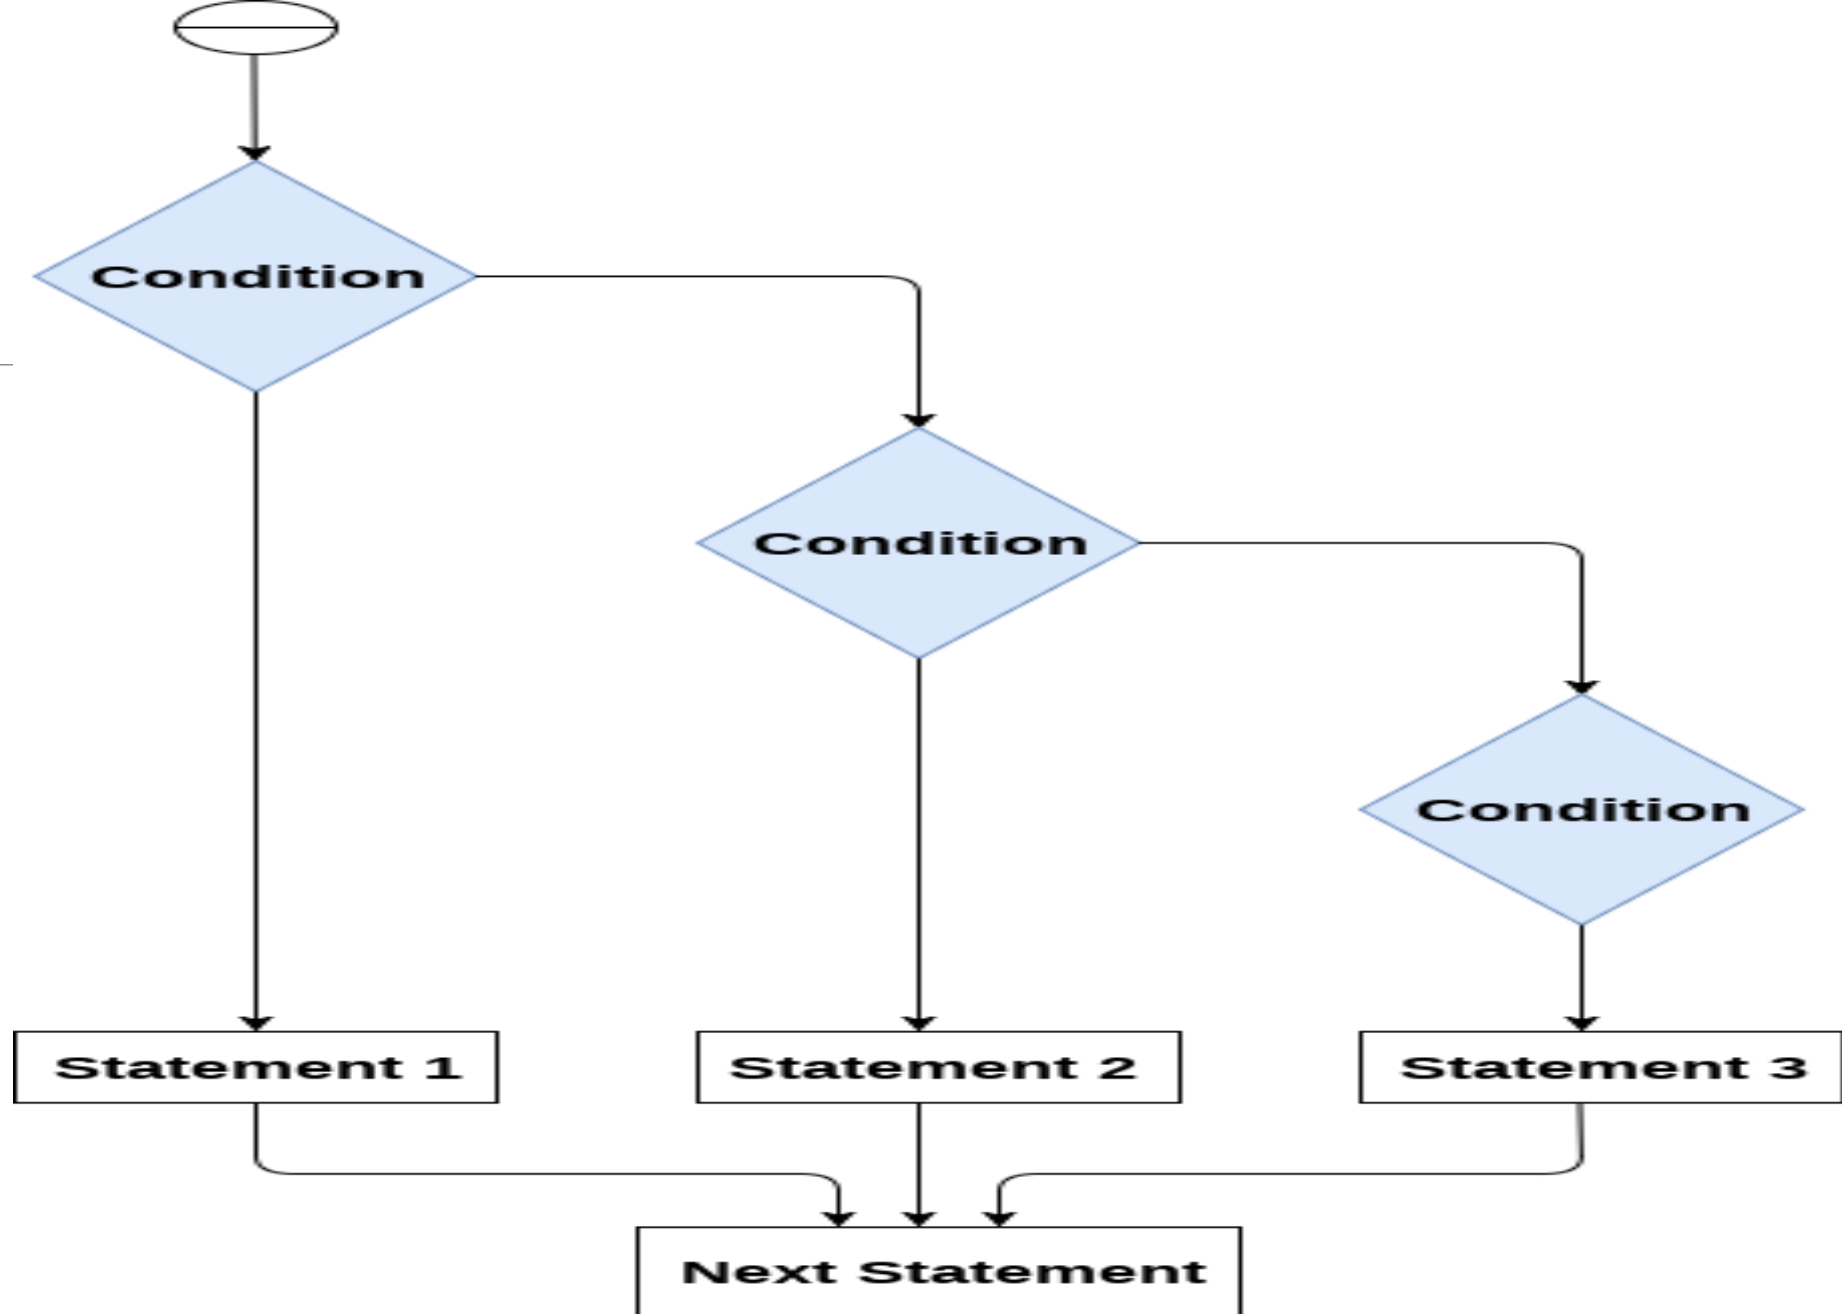 Condition
Condition
Condition
Statement 1
Statement 2
Statement 3
Next Statement